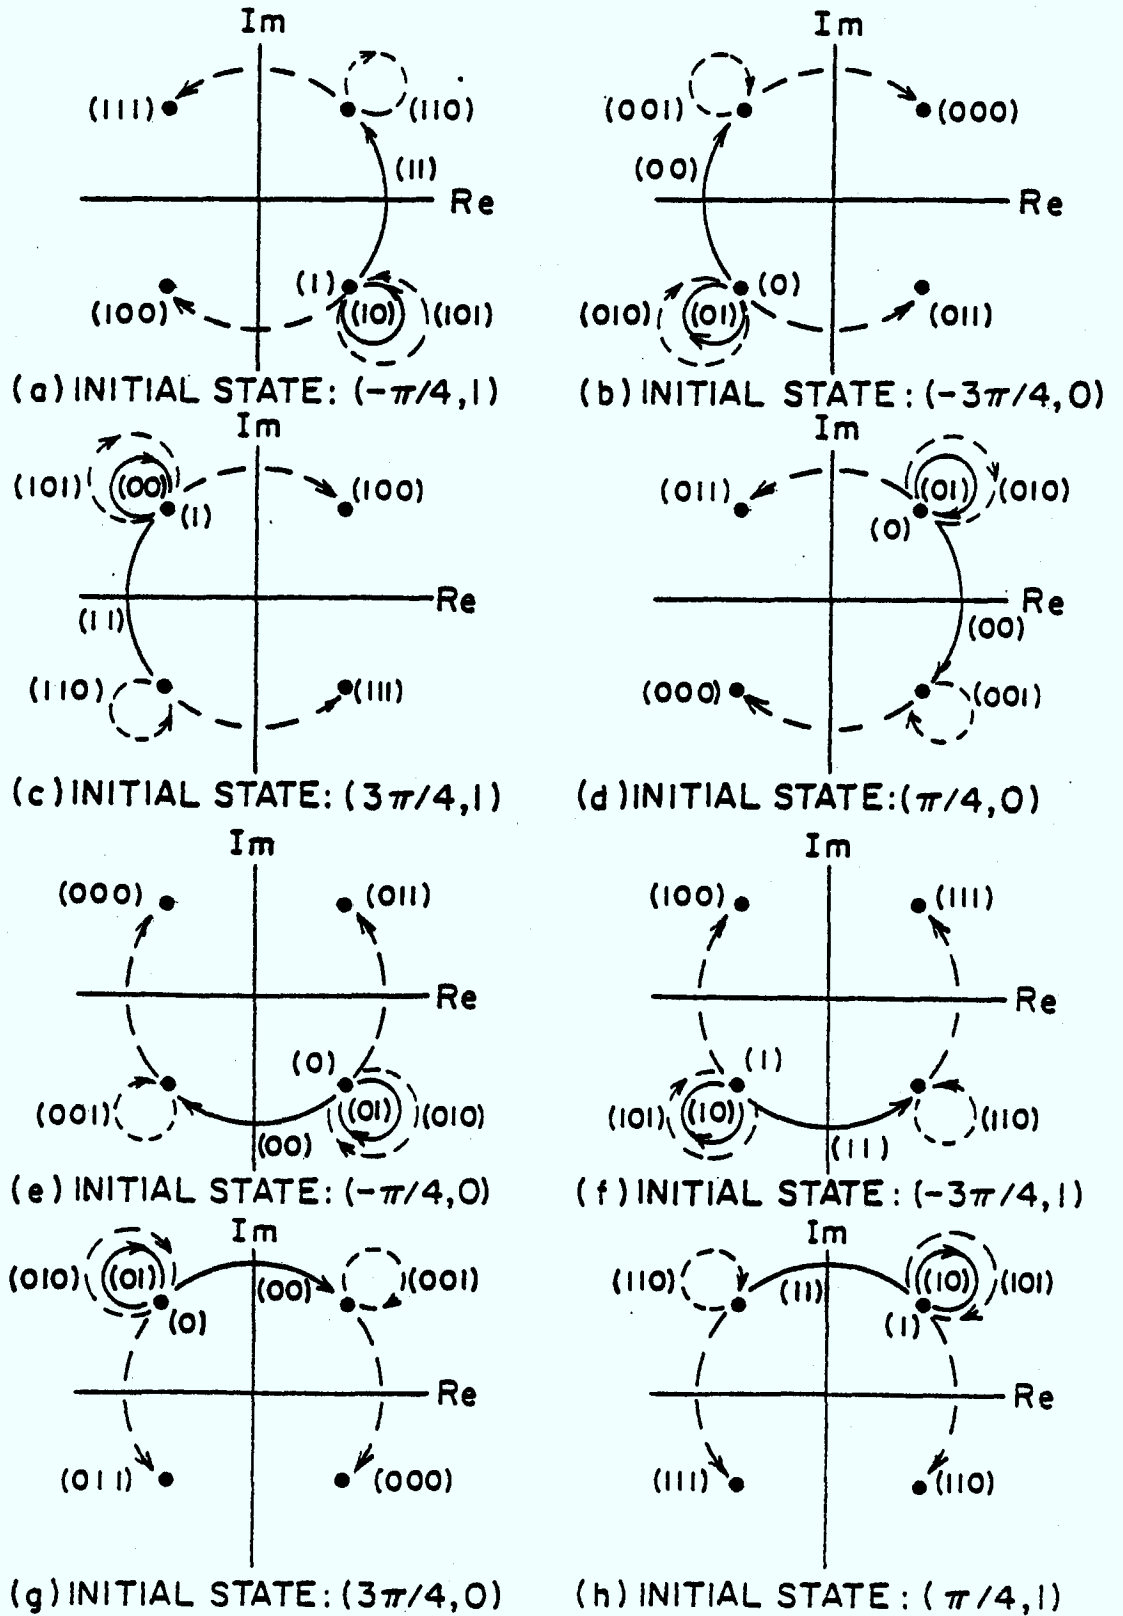 Im Im
(111) (110) (001) (000)
(11) (00)
Re Re
(1) (0)
(100) (10) (101) (010) (01) (011)
(a) INITIAL STATE: (-π/4,1) (b) INITIAL STATE: (-3π/4,0)
Im Im
(101) (00) (100) (011) (01) (010)
(1) (0)
Re Re
(11) (00)
(110) (111) (000) (001)
(c) INITIAL STATE: (3π/4,1) (d) INITIAL STATE: (π/4,0)
Im Im
(000) (011) (100) (111)
Re Re
(0) (1)
(001) (01) (010) (101) (10) (110)
(00) (11)
(e) INITIAL STATE: (-π/4,0) (f) INITIAL STATE: (-3π/4,1)
Im Im
(010) (01) (00) (001) (110) (11) (10) (101)
(0) (1)
Re Re
(011) (000) (111) (110)
(g) INITIAL STATE: (3π/4,0) (h) INITIAL STATE: (π/4,1)